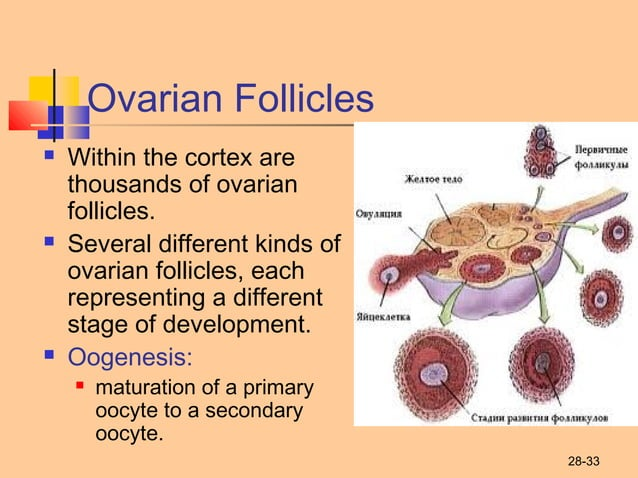 Ovarian Follicles
Within the cortex are
thousands of ovarian
follicles.
Several different kinds of
ovarian follicles, each
representing a different
stage of development.
Oogenesis:
maturation of a primary
oocyte to a secondary
oocyte.
Первичные
фолликулы
Желтое тело
Овуляция
Яйцеклетка
Стадии развития фолликулов
28-33